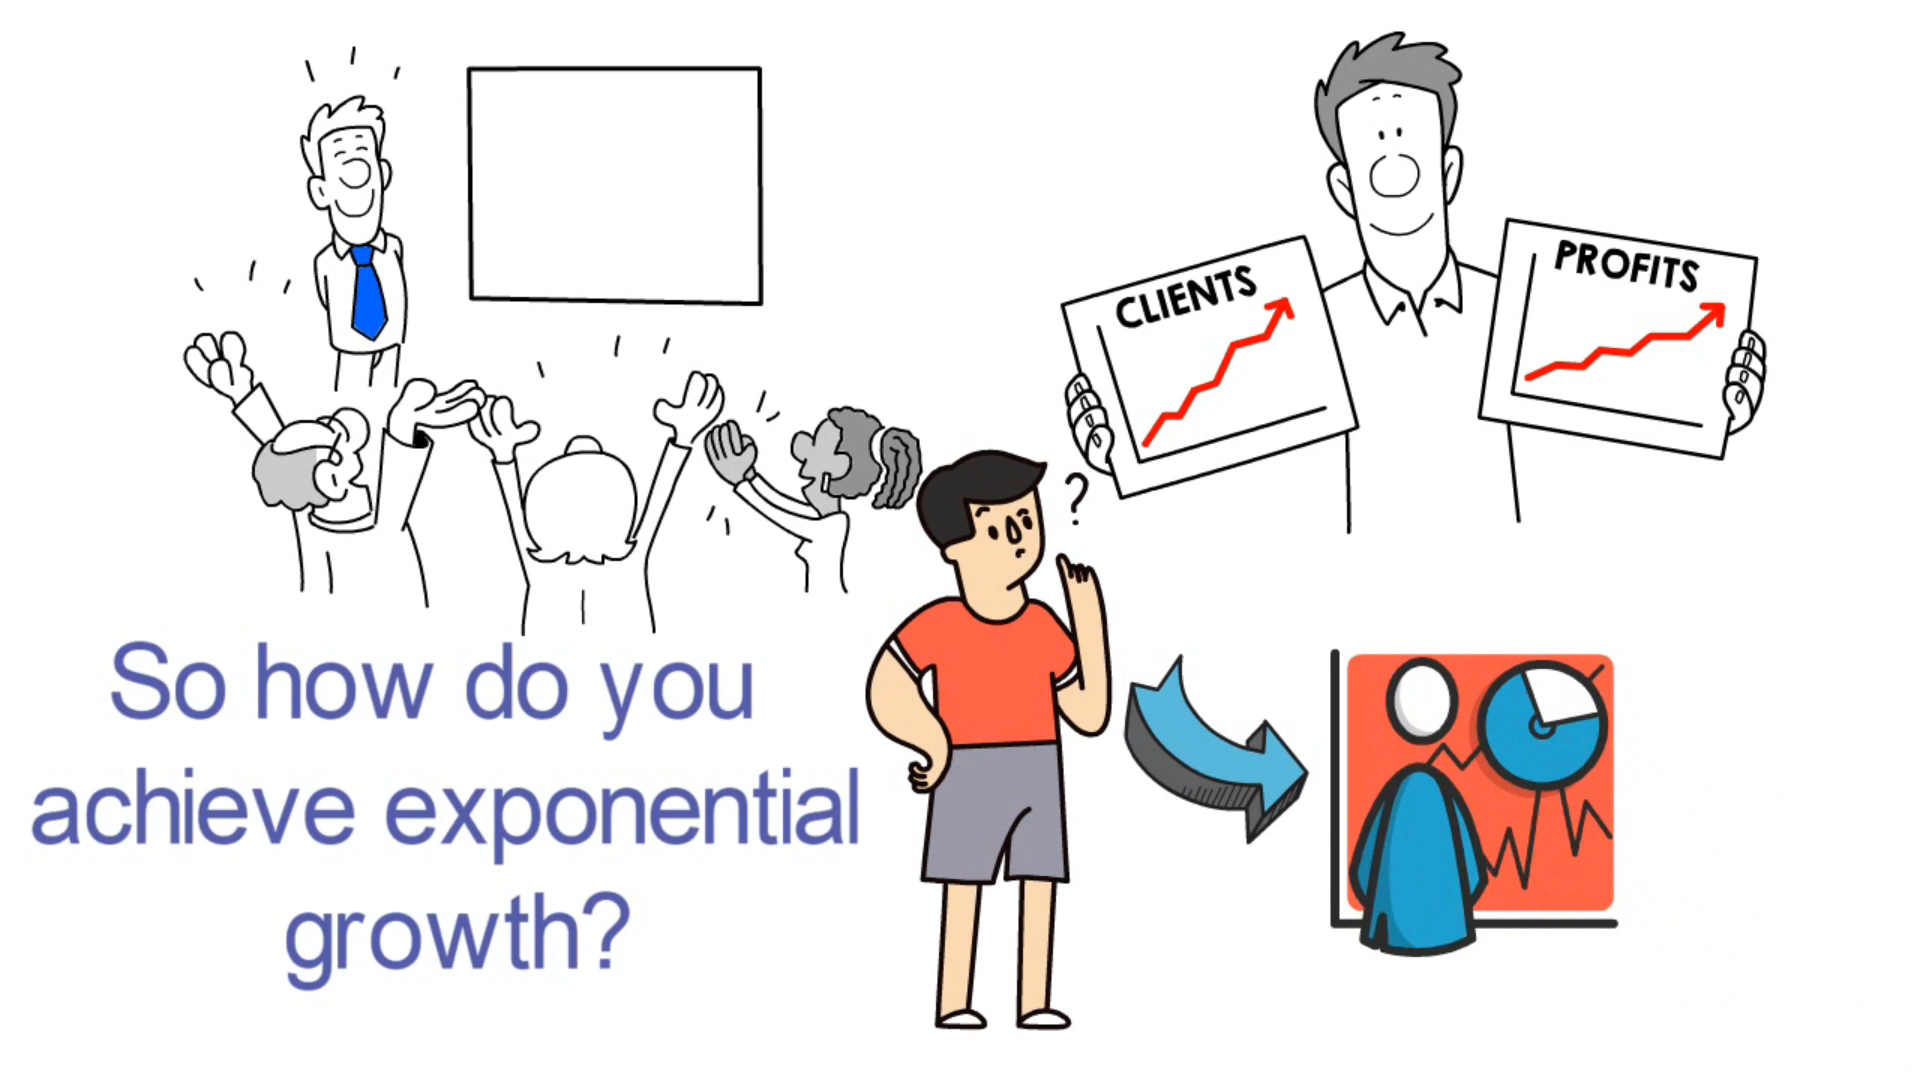 CLIENTS
PROFITS
?
So how do you
achieve exponential
growth?